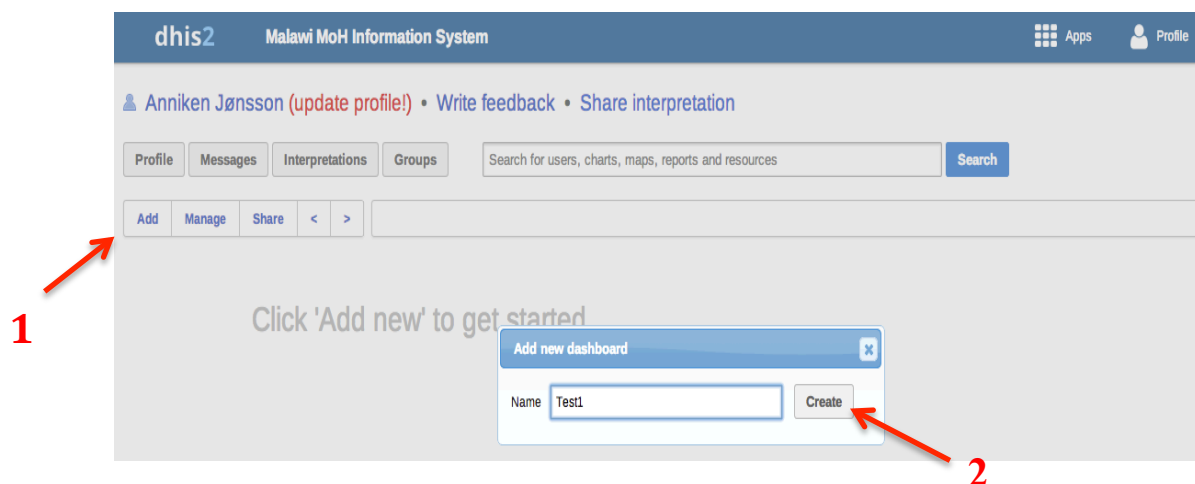 dhis2 Malawi MoH Information System Apps Profile
Anniken Jønsson (update profile!) • Write feedback • Share interpretation
Profile Messages Interpretations Groups Search for users, charts, maps, reports and resources Search
Add Manage Share < >
1
Click 'Add new' to get started
Add new dashboard x
Name Test1 Create
2